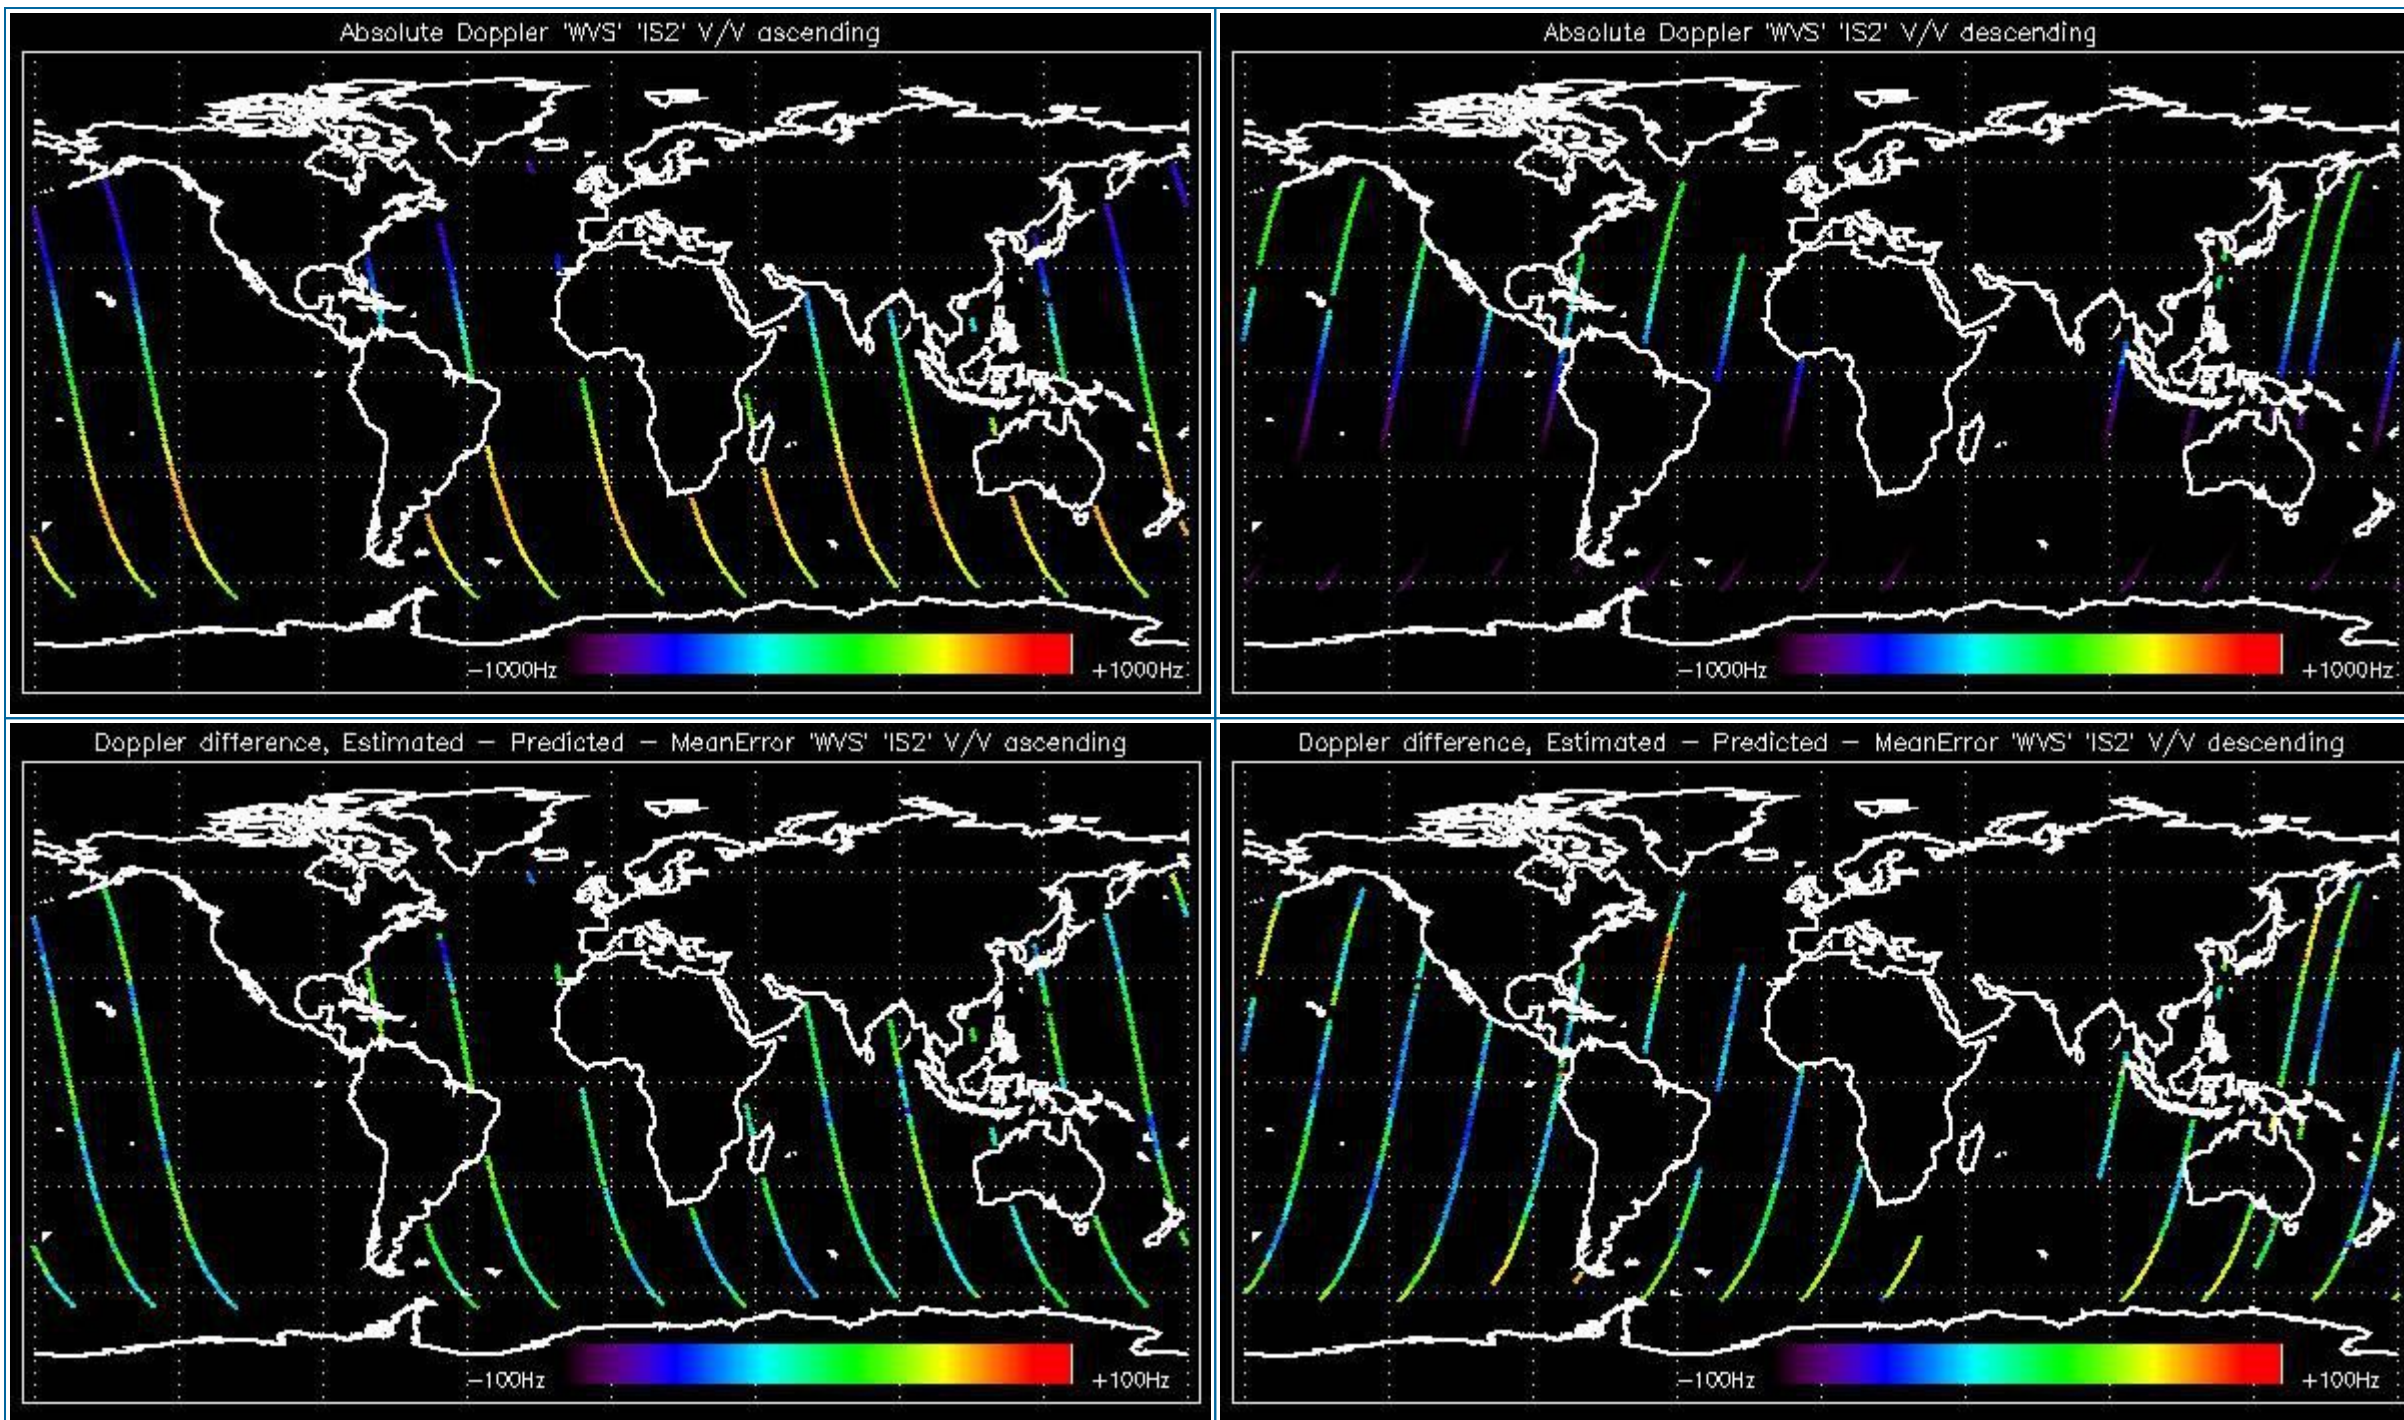 Absolute Doppler 'WVS' 'IS2' V/V ascending
-1000Hz
+1000Hz
Absolute Doppler 'WVS' 'IS2' V/V descending
-1000Hz
+1000Hz
Doppler difference, Estimated - Predicted - MeanError 'WVS' 'IS2' V/V ascending
-100Hz
+100Hz
Doppler difference, Estimated - Predicted - MeanError 'WVS' 'IS2' V/V descending
-100Hz
+100Hz